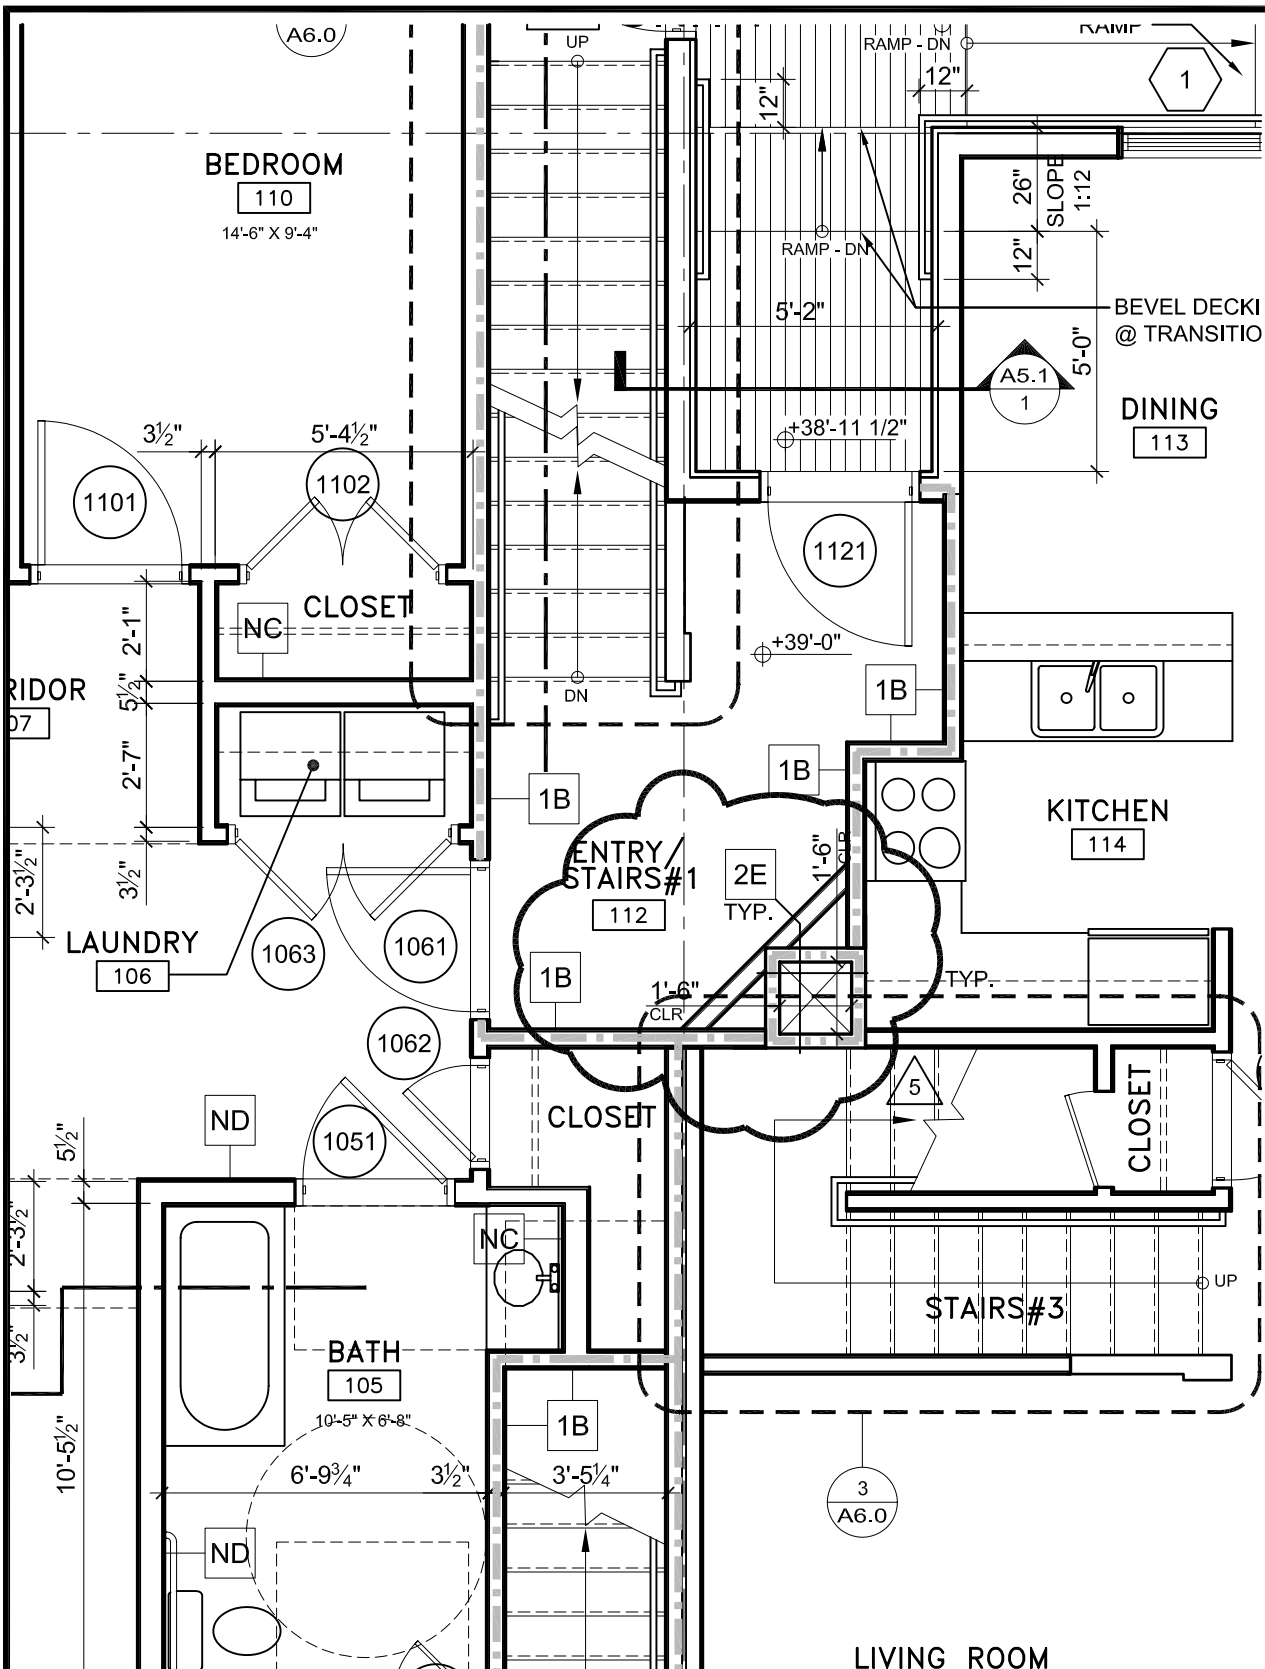 A6.0
UP
RAMP - DN
RAMP
12"
12"
1
BEDROOM
110
14'-6" X 9'-4"
26"
SLOPE
1:12
RAMP - DN
12"
5'-2"
BEVEL DECKI
@ TRANSITIO
5'-0"
A5.1
1
DINING
113
3½"
5'-4½"
+38'-11 1/2"
1101
1102
1121
CLOSET
NC
2'-1"
+39'-0"
RIDOR
07
5½"
DN
1B
2'-7"
1B
1B
KITCHEN
114
ENTRY/
STAIRS#1
112
1'-6"
CLR
2E
TYP.
3½"
2'-3½"
LAUNDRY
106
1063
1061
1B
1'-6"
CLR
TYP.
1062
5
CLOSET
CLOSET
ND
1051
5½"
2'-3½"
NC
UP
STAIRS#3
3½"
BATH
105
10'-5" X 6'-8"
1B
10'-5½"
6'-9¾"
3½"
3'-5¼"
3
A6.0
ND
LIVING ROOM